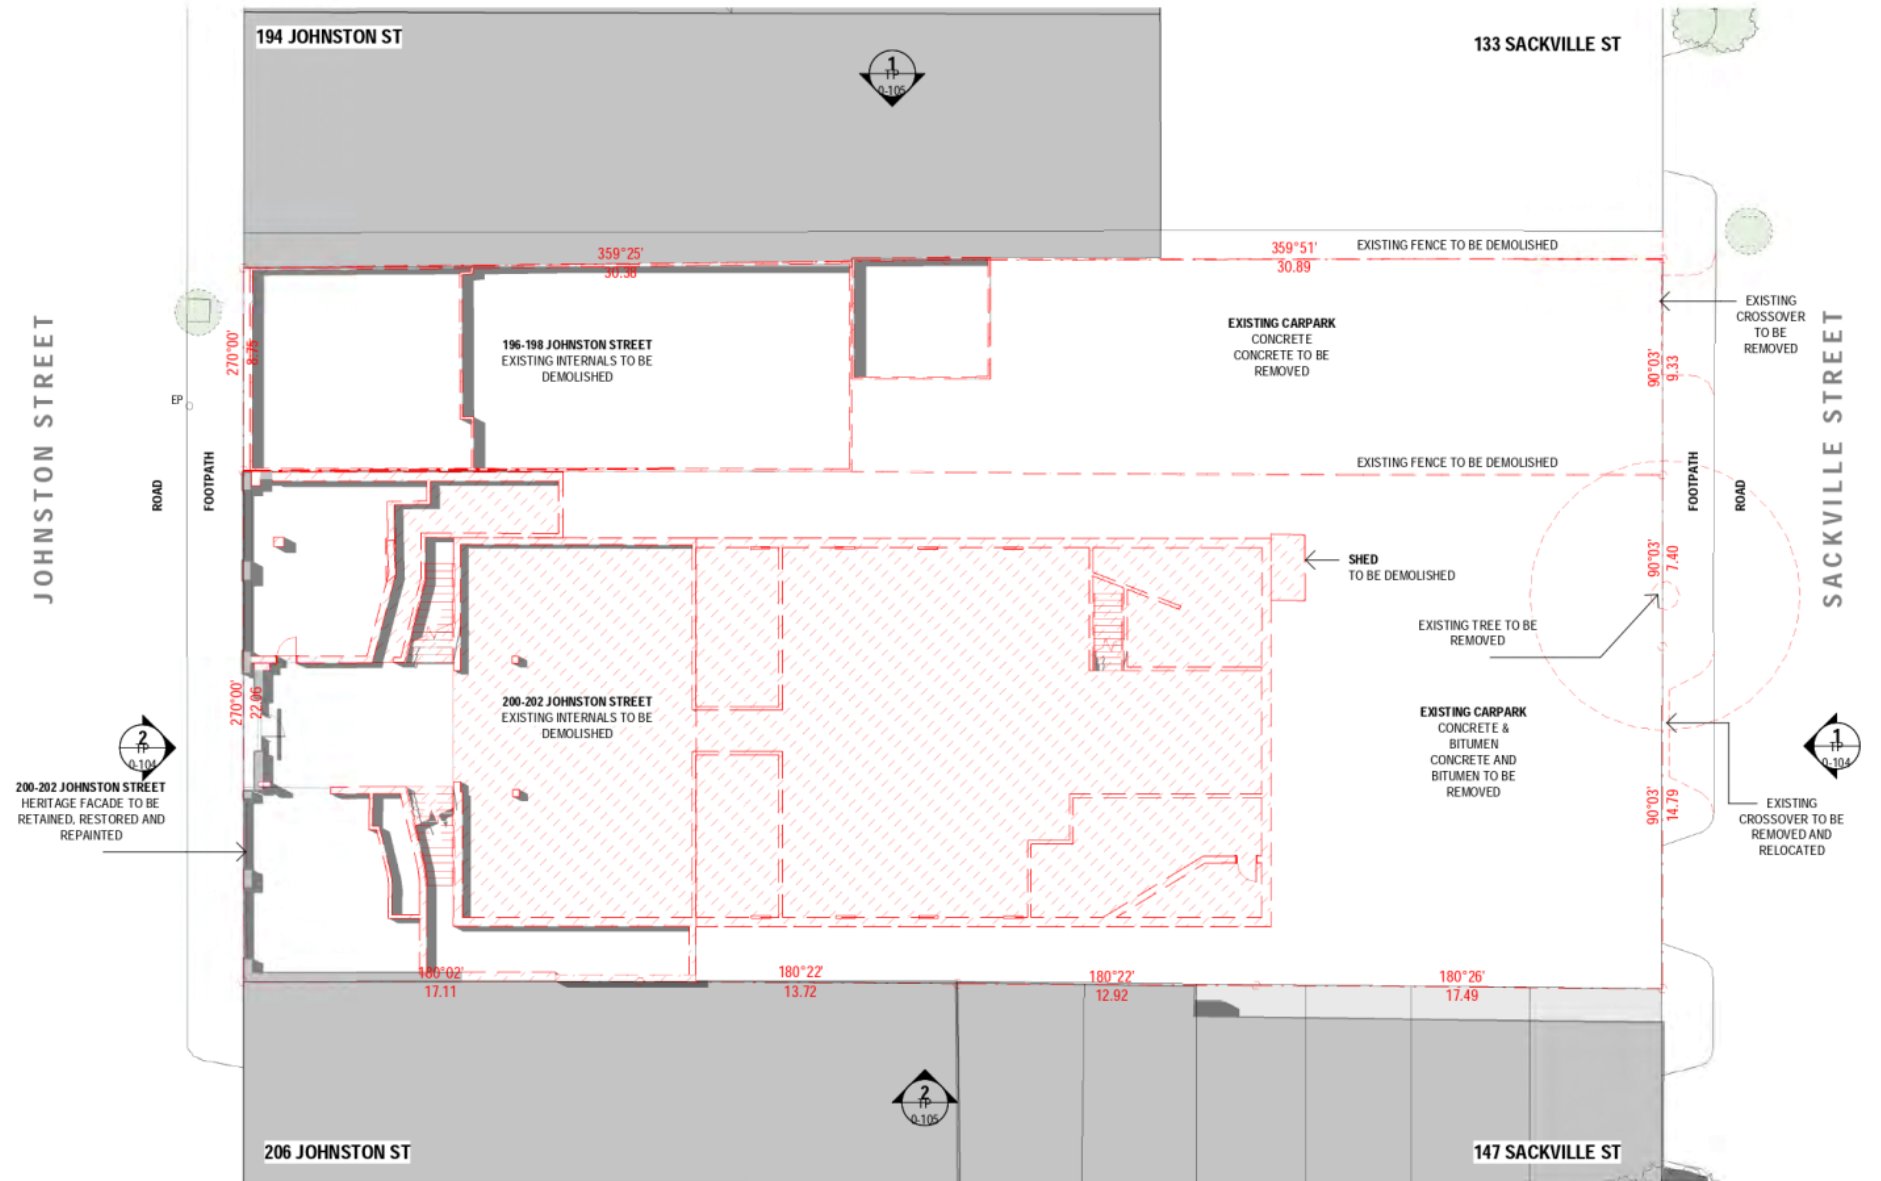 194 JOHNSTON ST
133 SACKVILLE ST
1
TP
0-105
359°25'
30.38
359°51'
30.89
EXISTING FENCE TO BE DEMOLISHED
EXISTING
CROSSOVER
TO BE
REMOVED
JOHNSTON STREET
SACKVILLE STREET
270°00'
8.75
196-198 JOHNSTON STREET
EXISTING INTERNALS TO BE
DEMOLISHED
EXISTING CARPARK
CONCRETE
CONCRETE TO BE
REMOVED
90°03'
9.33
EP
ROAD
FOOTPATH
EXISTING FENCE TO BE DEMOLISHED
FOOTPATH
ROAD
SHED
TO BE DEMOLISHED
90°03'
7.40
EXISTING TREE TO BE
REMOVED
270°00'
22.06
200-202 JOHNSTON STREET
EXISTING INTERNALS TO BE
DEMOLISHED
EXISTING CARPARK
CONCRETE &
BITUMEN
CONCRETE AND
BITUMEN TO BE
REMOVED
2
TP
0-104
1
TP
0-104
200-202 JOHNSTON STREET
HERITAGE FACADE TO BE
RETAINED, RESTORED AND
REPAINTED
90°03'
14.79
EXISTING
CROSSOVER TO BE
REMOVED AND
RELOCATED
180°02'
17.11
180°22'
13.72
180°22'
12.92
180°26'
17.49
2
TP
0-105
206 JOHNSTON ST
147 SACKVILLE ST